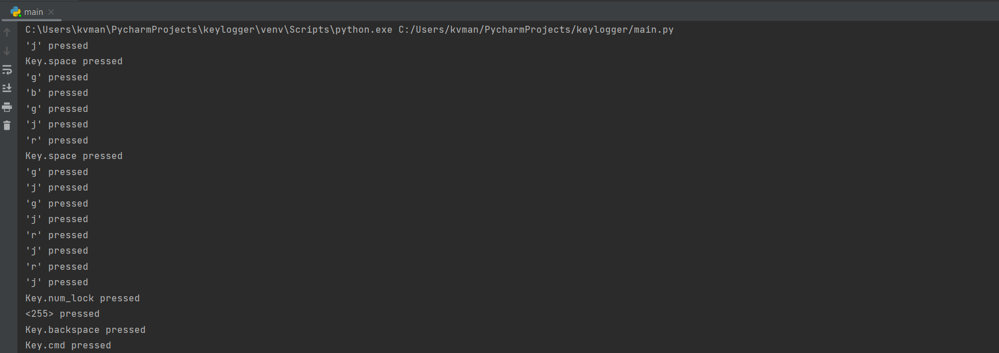 main
C:\Users\kvman\PycharmProjects\keylogger\venv\Scripts\python.exe C:/Users/kvman/PycharmProjects/keylogger/main.py
'j' pressed
Key.space pressed
'g' pressed
'b' pressed
'g' pressed
'j' pressed
'r' pressed
Key.space pressed
'g' pressed
'j' pressed
'g' pressed
'j' pressed
'r' pressed
'j' pressed
'r' pressed
'j' pressed
Key.num_lock pressed
<255> pressed
Key.backspace pressed
Key.cmd pressed